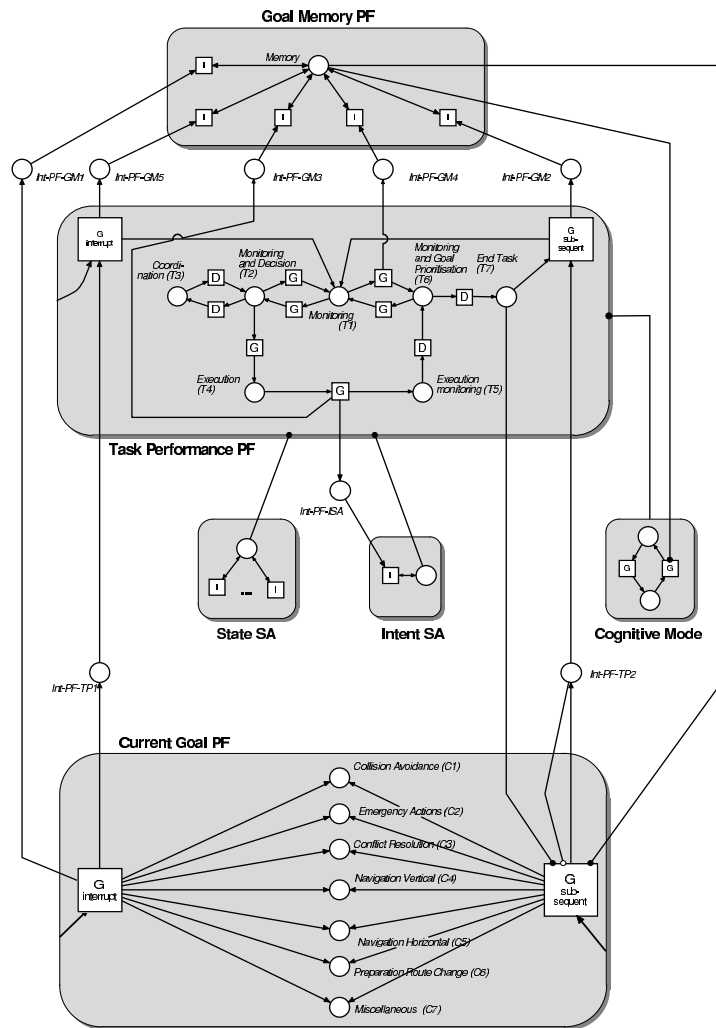 Goal Memory PF
Memory
I
I
I
I
I
Int-PF-GM1
Int-PF-GM5
Int-PF-GM3
Int-PF-GM4
Int-PF-GM2
G
interrupt
G
sub-
sequent
Coordi-
nation (T3)
Monitoring
and Decision
(T2)
Monitoring
and Goal
Prioritisation
(T6)
End Task
(T7)
D
G
G
D
D
G
G
Monitoring
(T1)
G
D
Execution
(T4)
G
Execution
monitoring (T5)
Task Performance PF
Int-PF-ISA
I
...
I
State SA
I
Intent SA
G
G
Cognitive Mode
Int-PF-TP1
Int-PF-TP2
Current Goal PF
Collision Avoidance (C1)
Emergency Actions (C2)
Conflict Resolution (C3)
Navigation Vertical (C4)
G
interrupt
G
sub-
sequent
Navigation Horizontal (C5)
Preparation Route Change (C6)
Miscellaneous (C7)